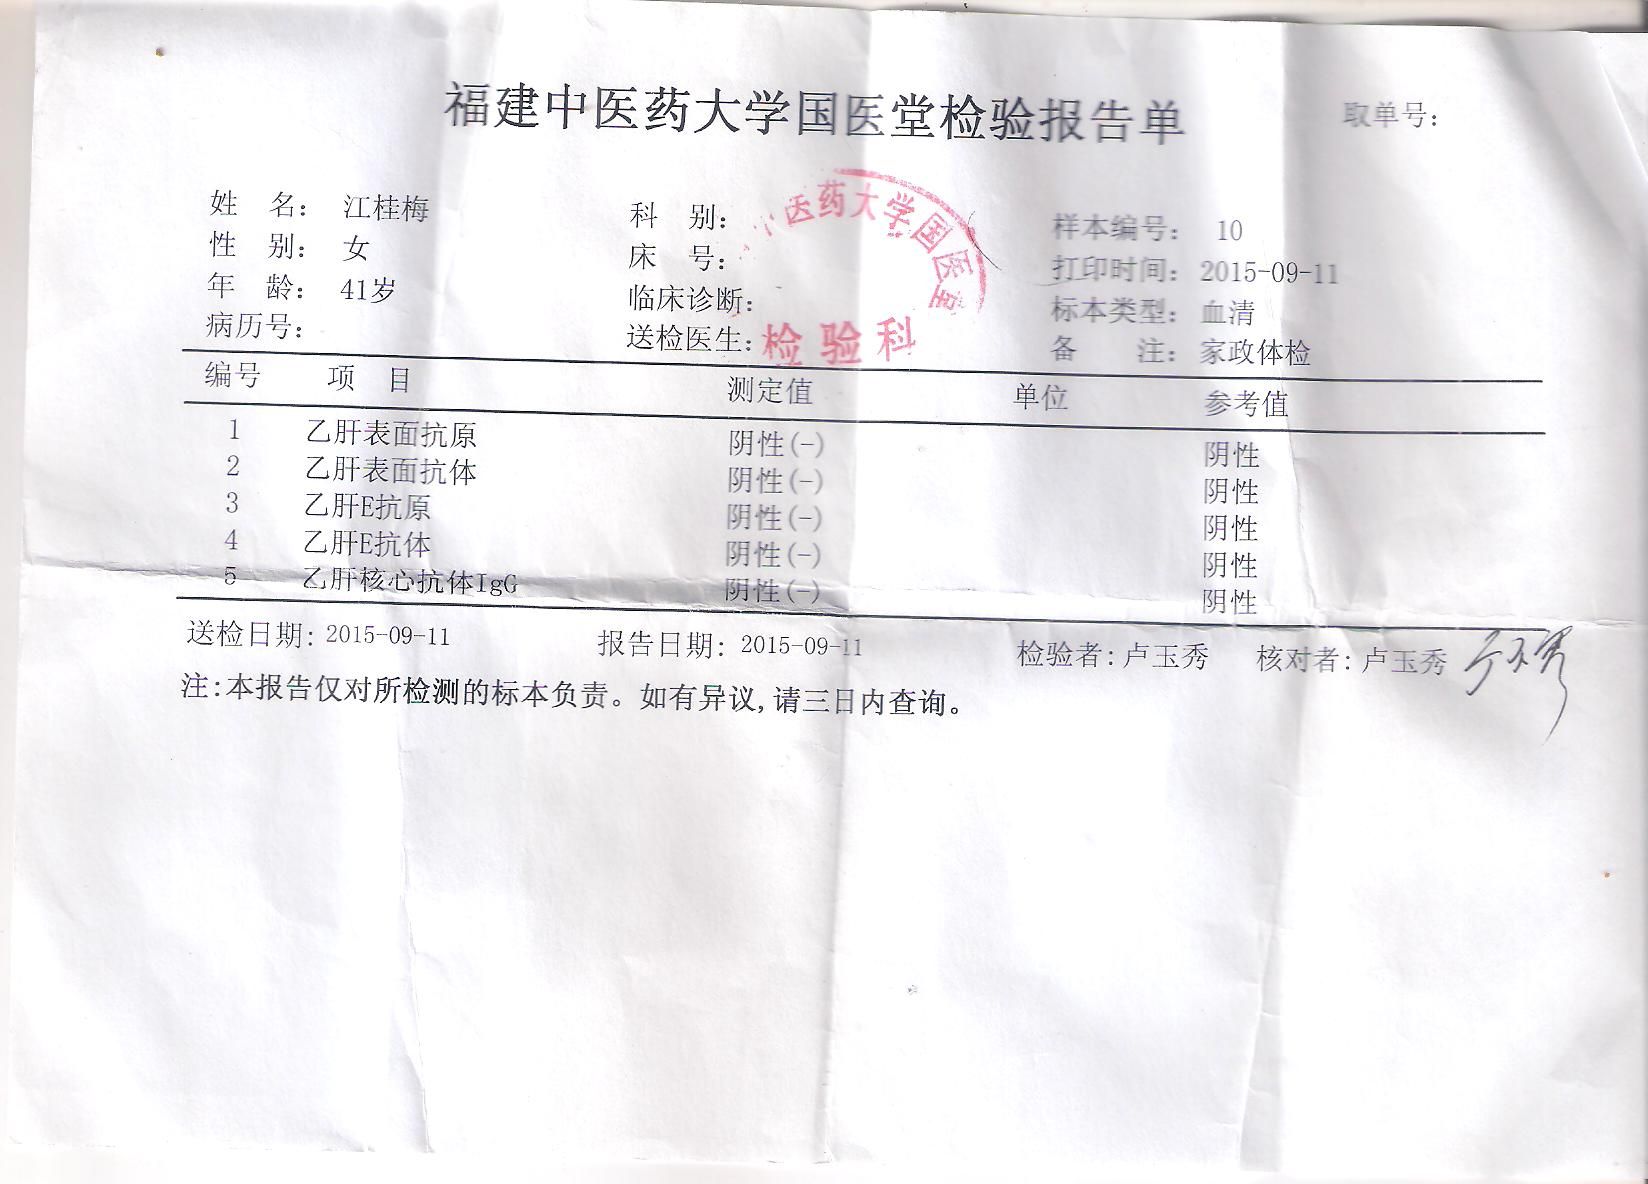 福建中医药大学国医堂检验报告单
取单号:
姓 名: 江桂梅 科 别: 样本编号: 10
性 别: 女 床 号: 打印时间: 2015-09-11
年 龄: 41岁 临床诊断: 标本类型: 血清
病历号: 送检医生: 备 注: 家政体检
医药大学国医堂
检验科
编号 项 目 测定值 单位 参考值
1 乙肝表面抗原 阴性(-) 阴性
2 乙肝表面抗体 阴性(-) 阴性
3 乙肝E抗原 阴性(-) 阴性
4 乙肝E抗体 阴性(-) 阴性
5 乙肝核心抗体IgG 阴性(-) 阴性
送检日期: 2015-09-11 报告日期: 2015-09-11 检验者: 卢玉秀 核对者: 卢玉秀
注:本报告仅对所检测的标本负责。如有异议,请三日内查询。